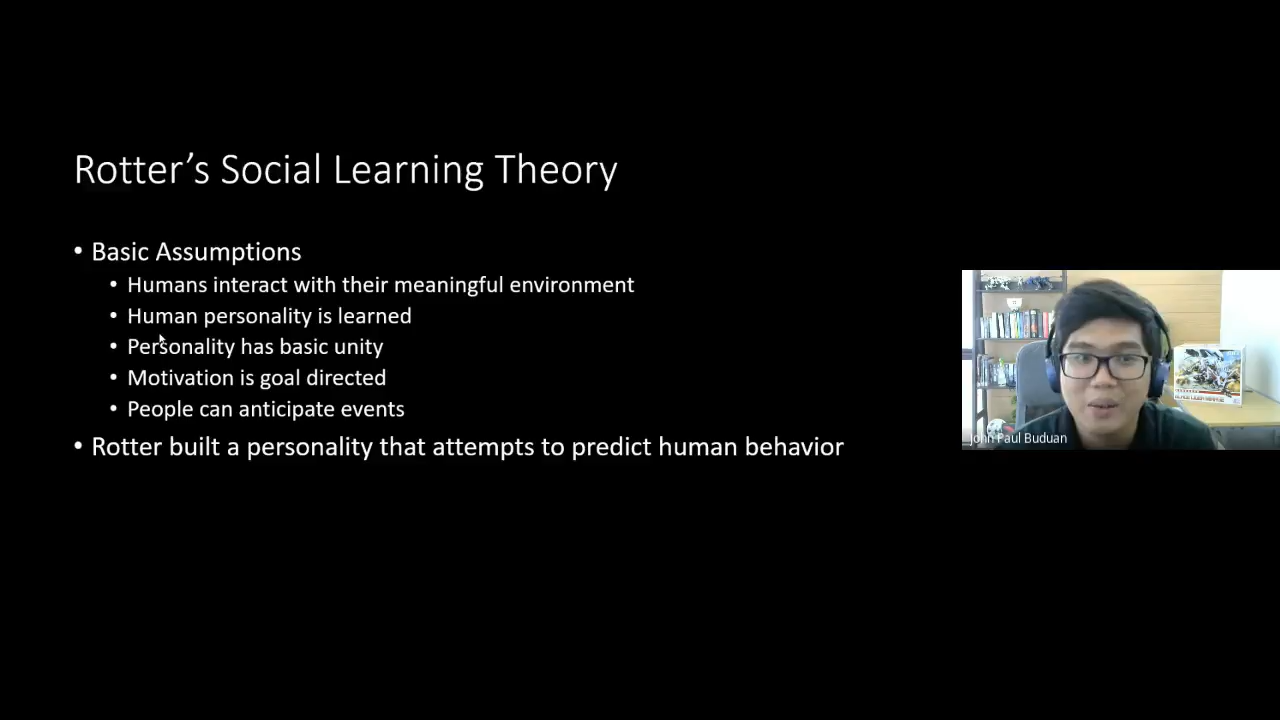 Rotter’s Social Learning Theory
• Basic Assumptions
• Humans interact with their meaningful environment
• Human personality is learned
• Personality has basic unity
• Motivation is goal directed
• People can anticipate events
• Rotter built a personality that attempts to predict human behavior
John Paul Buduan